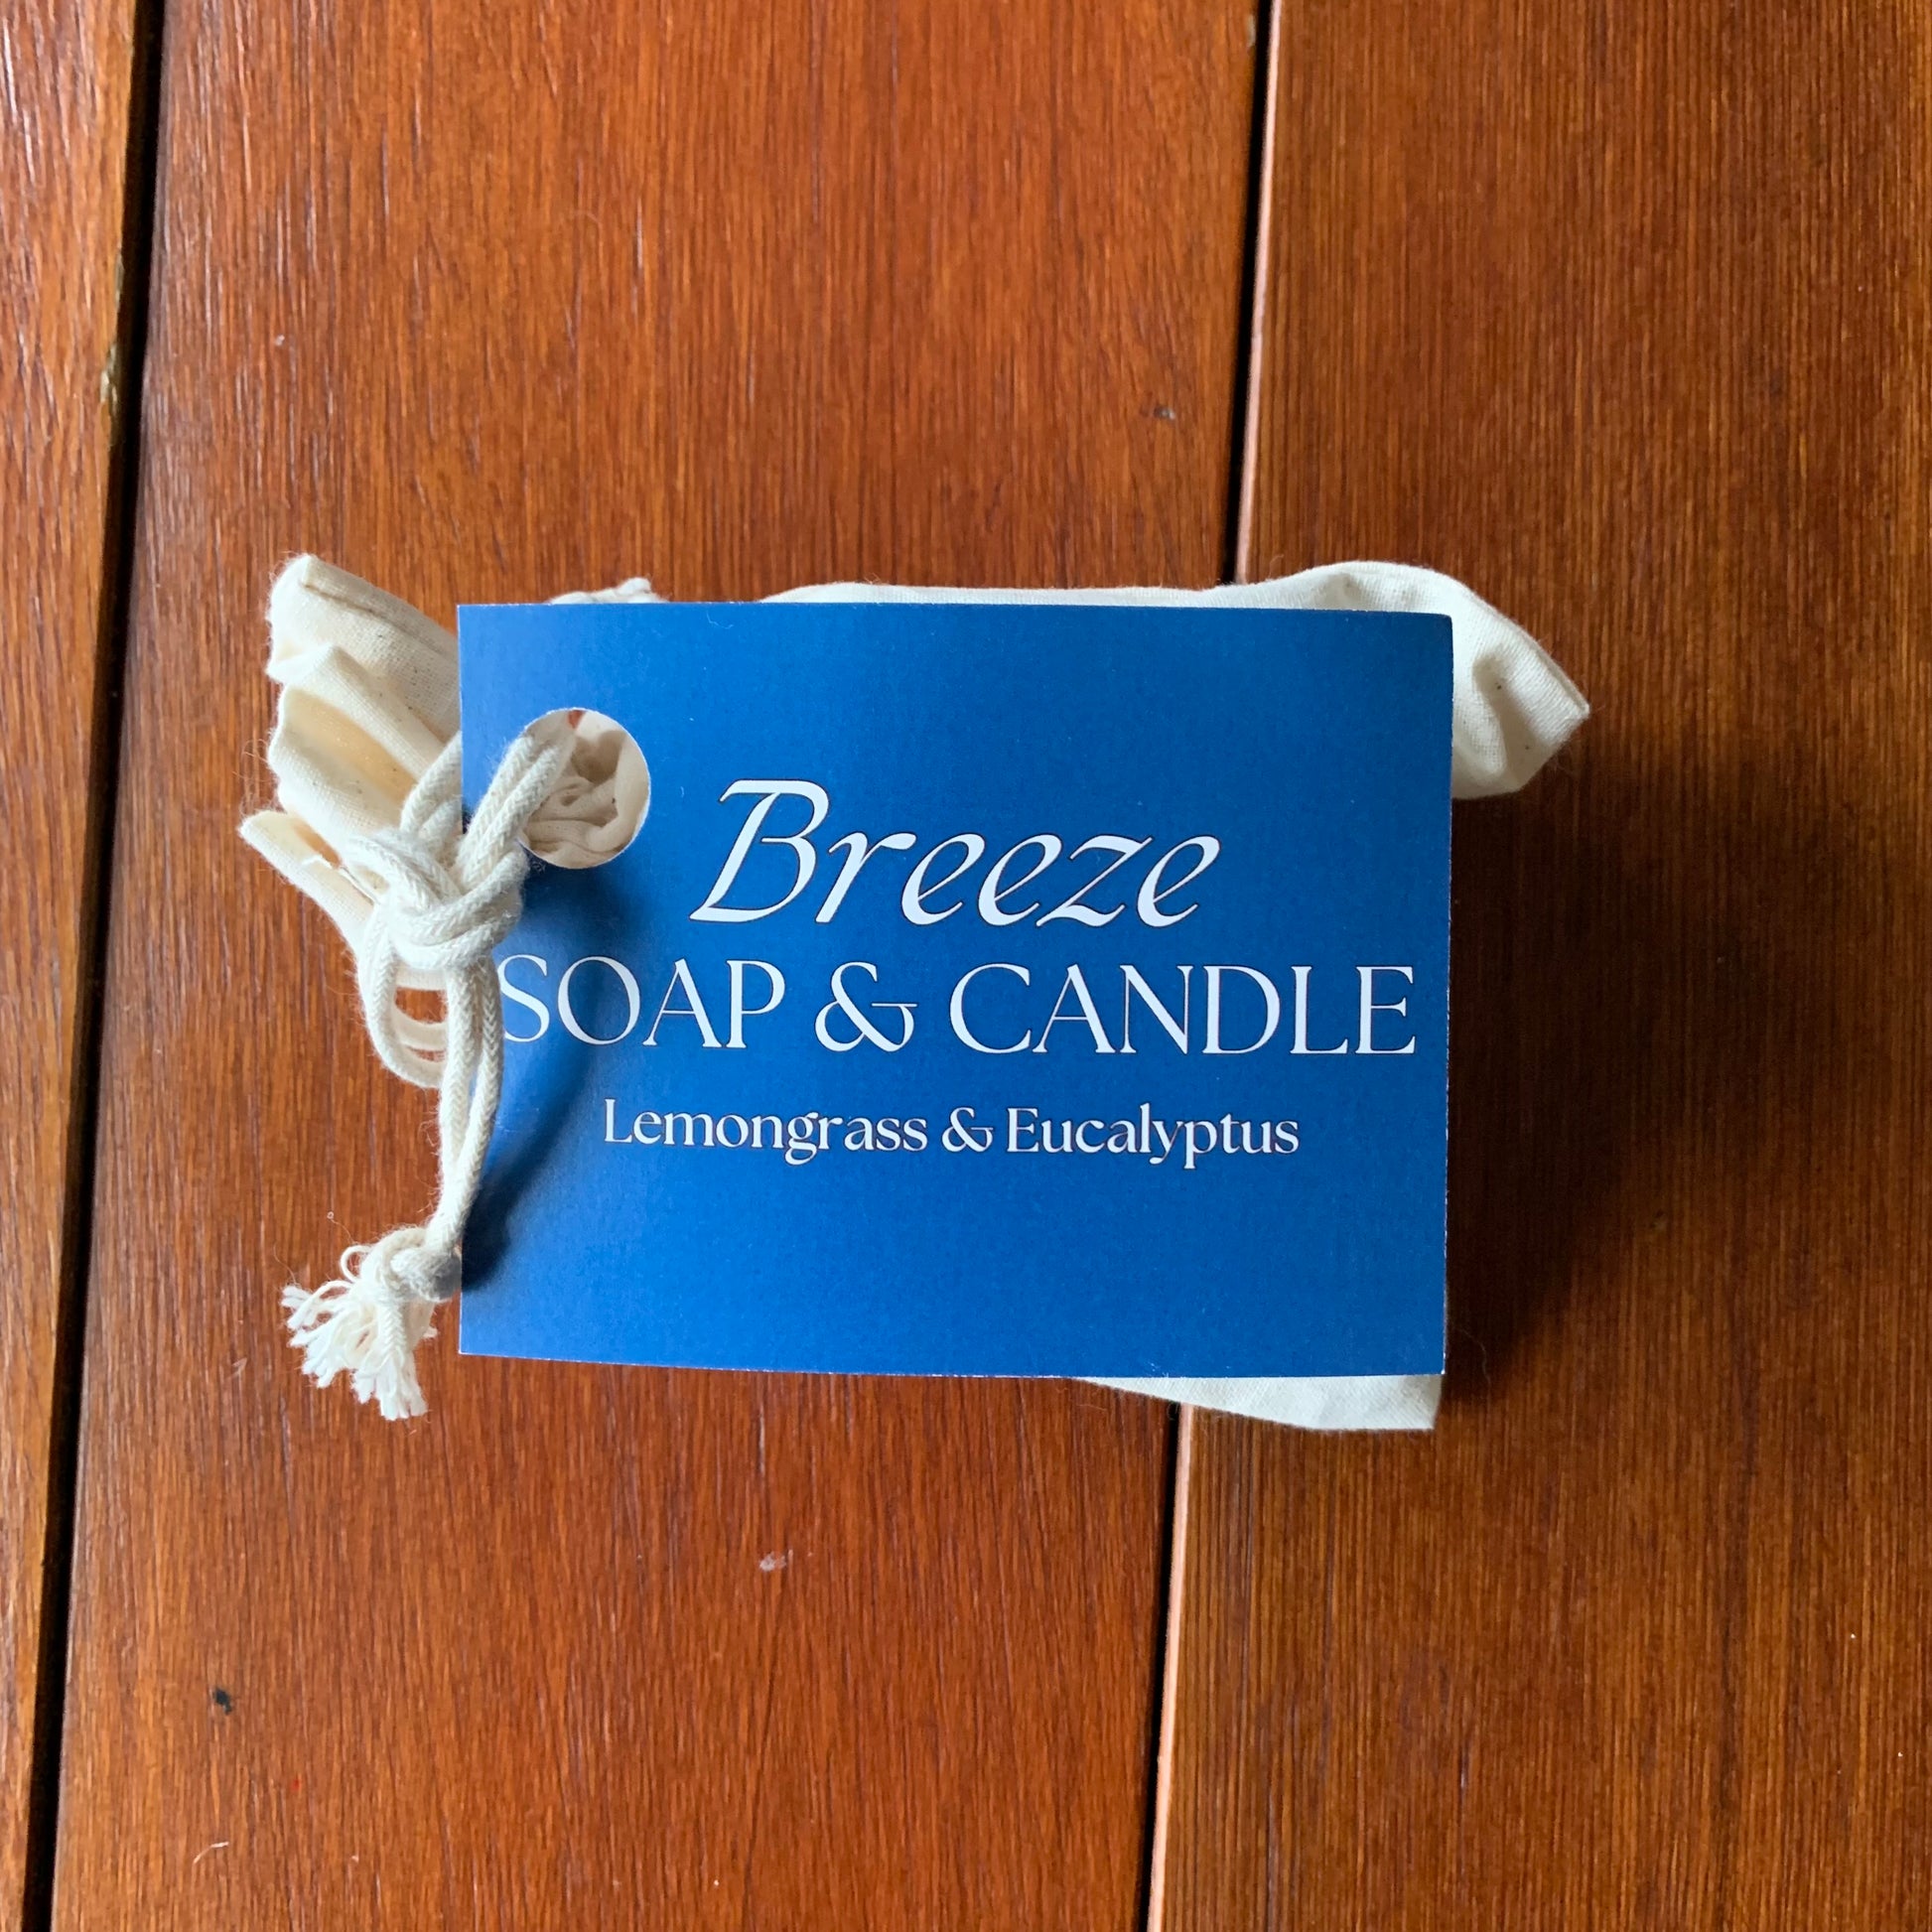 Breeze
SOAP & CANDLE
Lemongrass & Eucalyptus